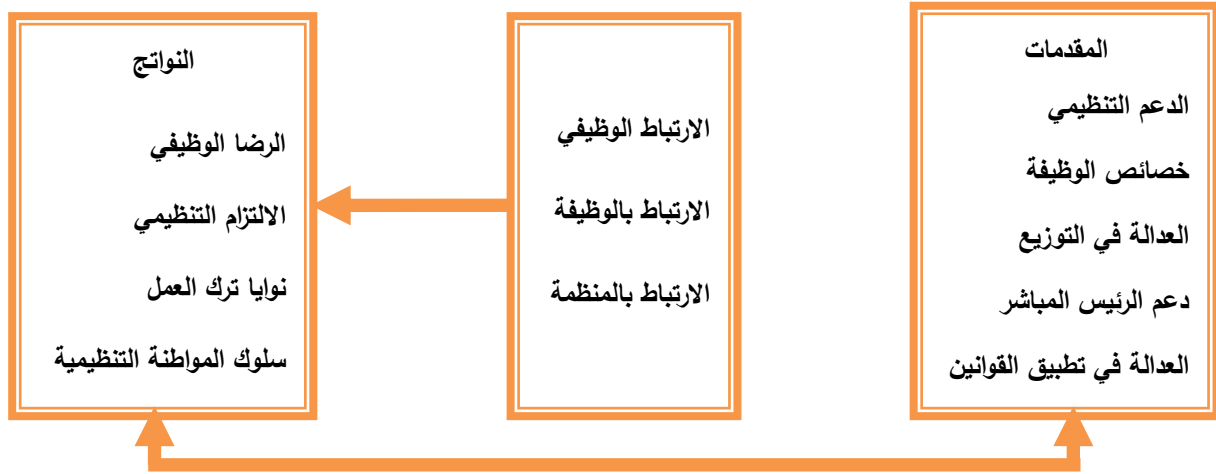 المقدمات
الدعم التنظيمي
خصائص الوظيفة
العدالة في التوزيع
دعم الرئيس المباشر
العدالة في تطبيق القوانين
الارتباط الوظيفي
الارتباط بالوظيفة
الارتباط بالمنظمة
النواتج
الرضا الوظيفي
الالتزام التنظيمي
نوايا ترك العمل
سلوك المواطنة التنظيمية